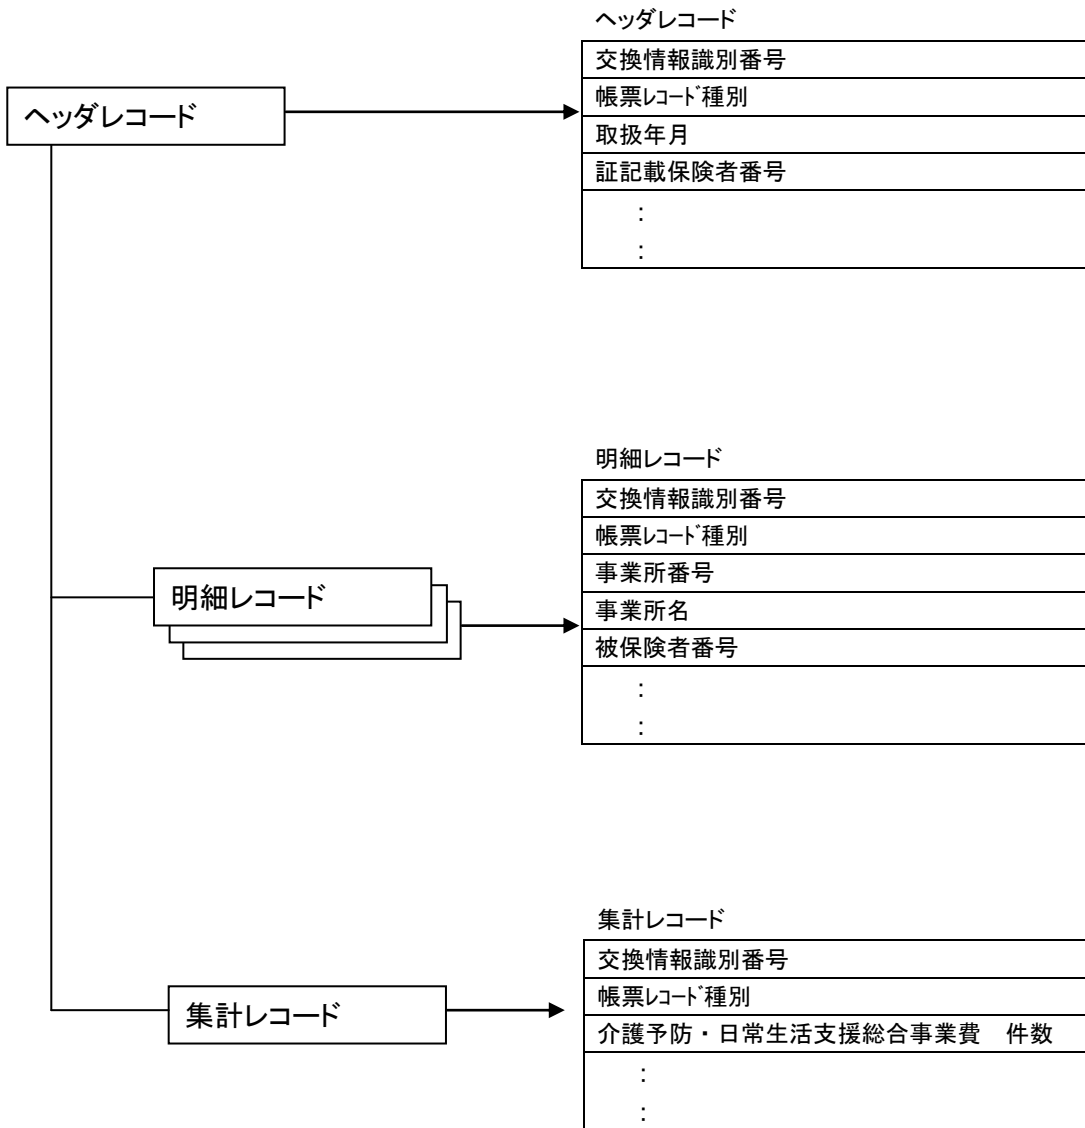 ヘッダレコード
交換情報識別番号
帳票ﾚｺｰﾄﾞ種別
取扱年月
証記載保険者番号
：
：
ヘッダレコード
明細レコード
交換情報識別番号
帳票ﾚｺｰﾄﾞ種別
事業所番号
事業所名
被保険者番号
：
：
明細レコード
集計レコード
交換情報識別番号
帳票ﾚｺｰﾄﾞ種別
介護予防・日常生活支援総合事業費　件数
：
：
集計レコード